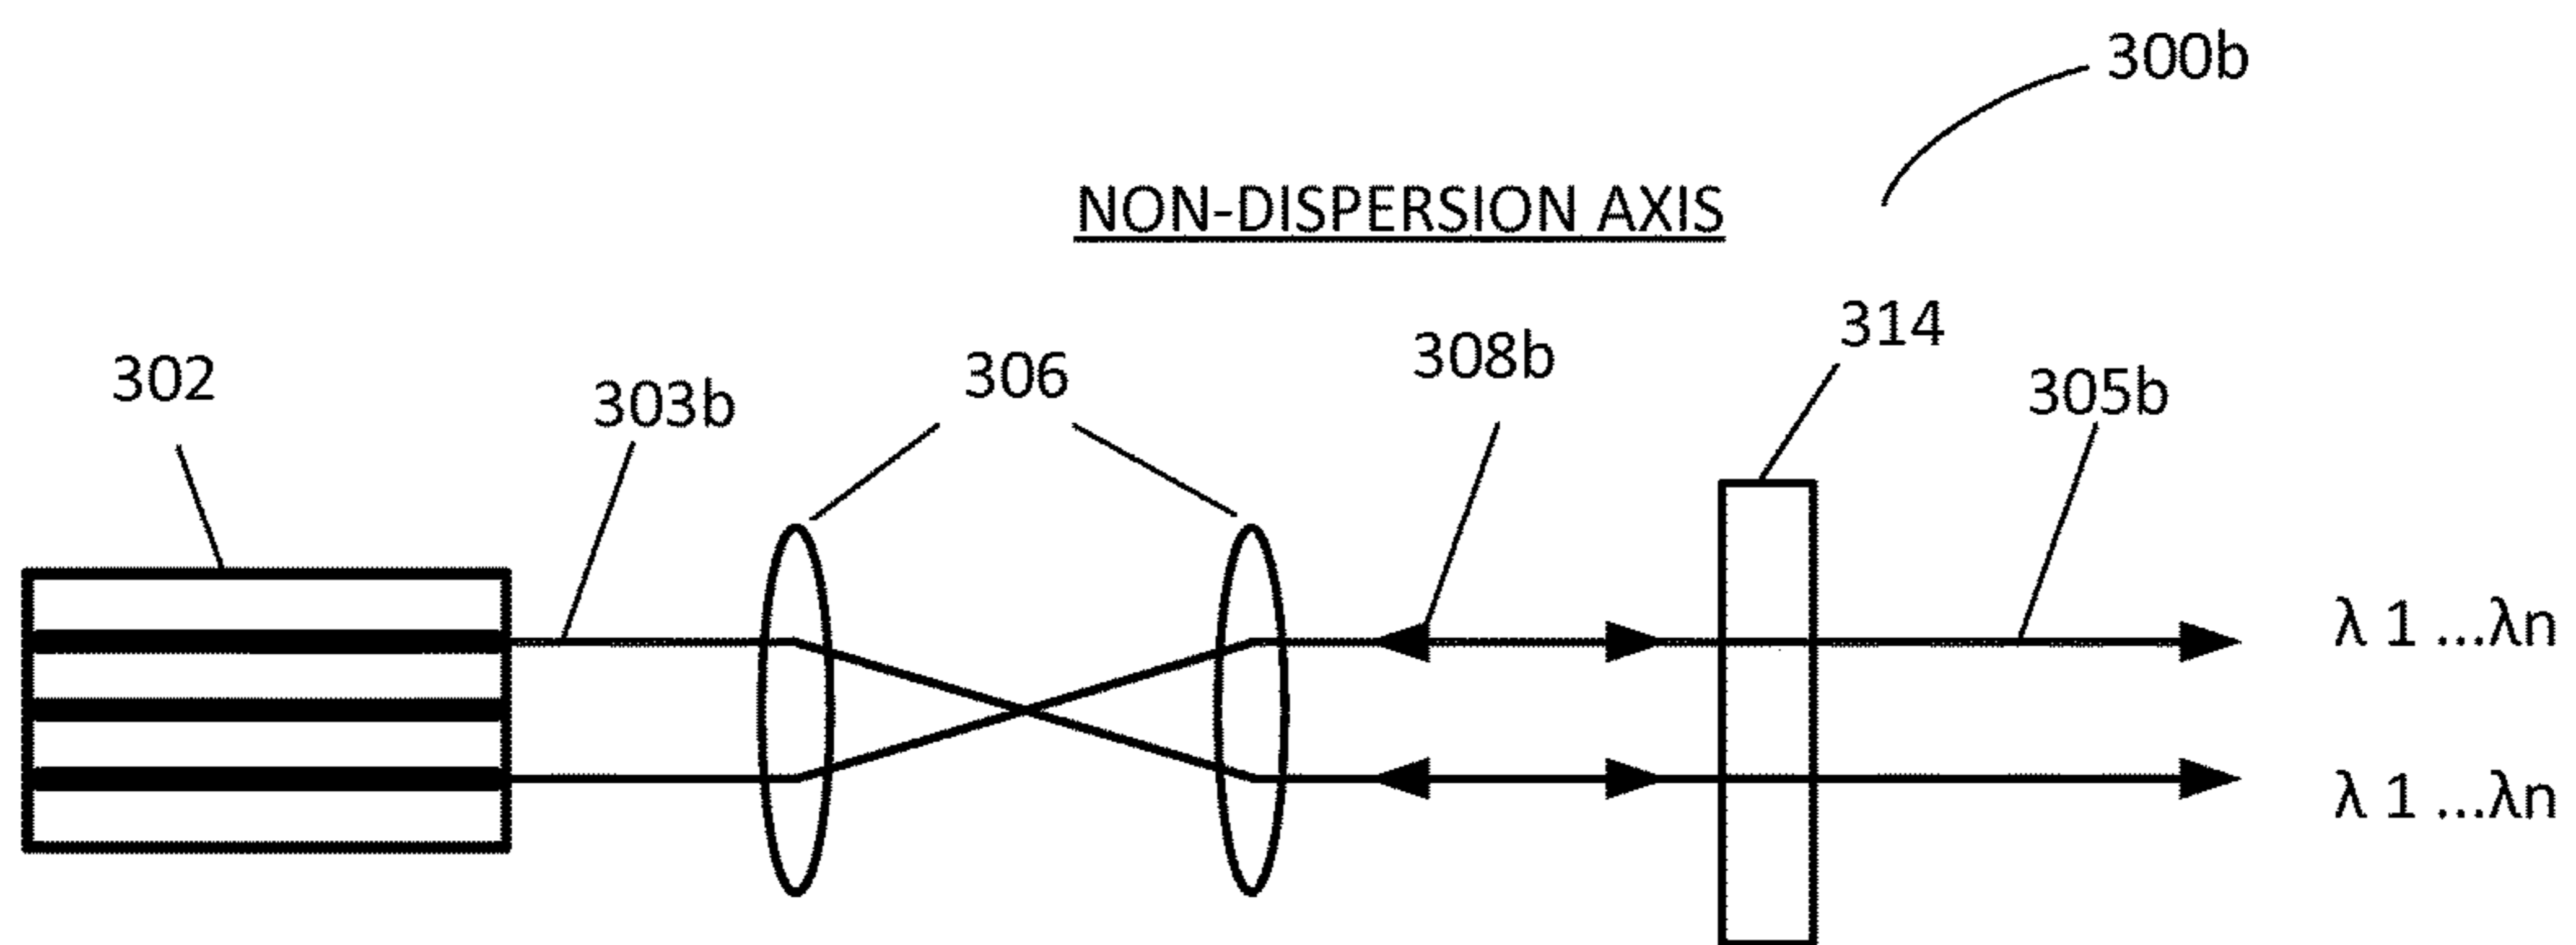 300b
NON-DISPERSION AXIS
302
303b
306
308b
314
305b
λ 1 ...λn
λ 1 ...λn